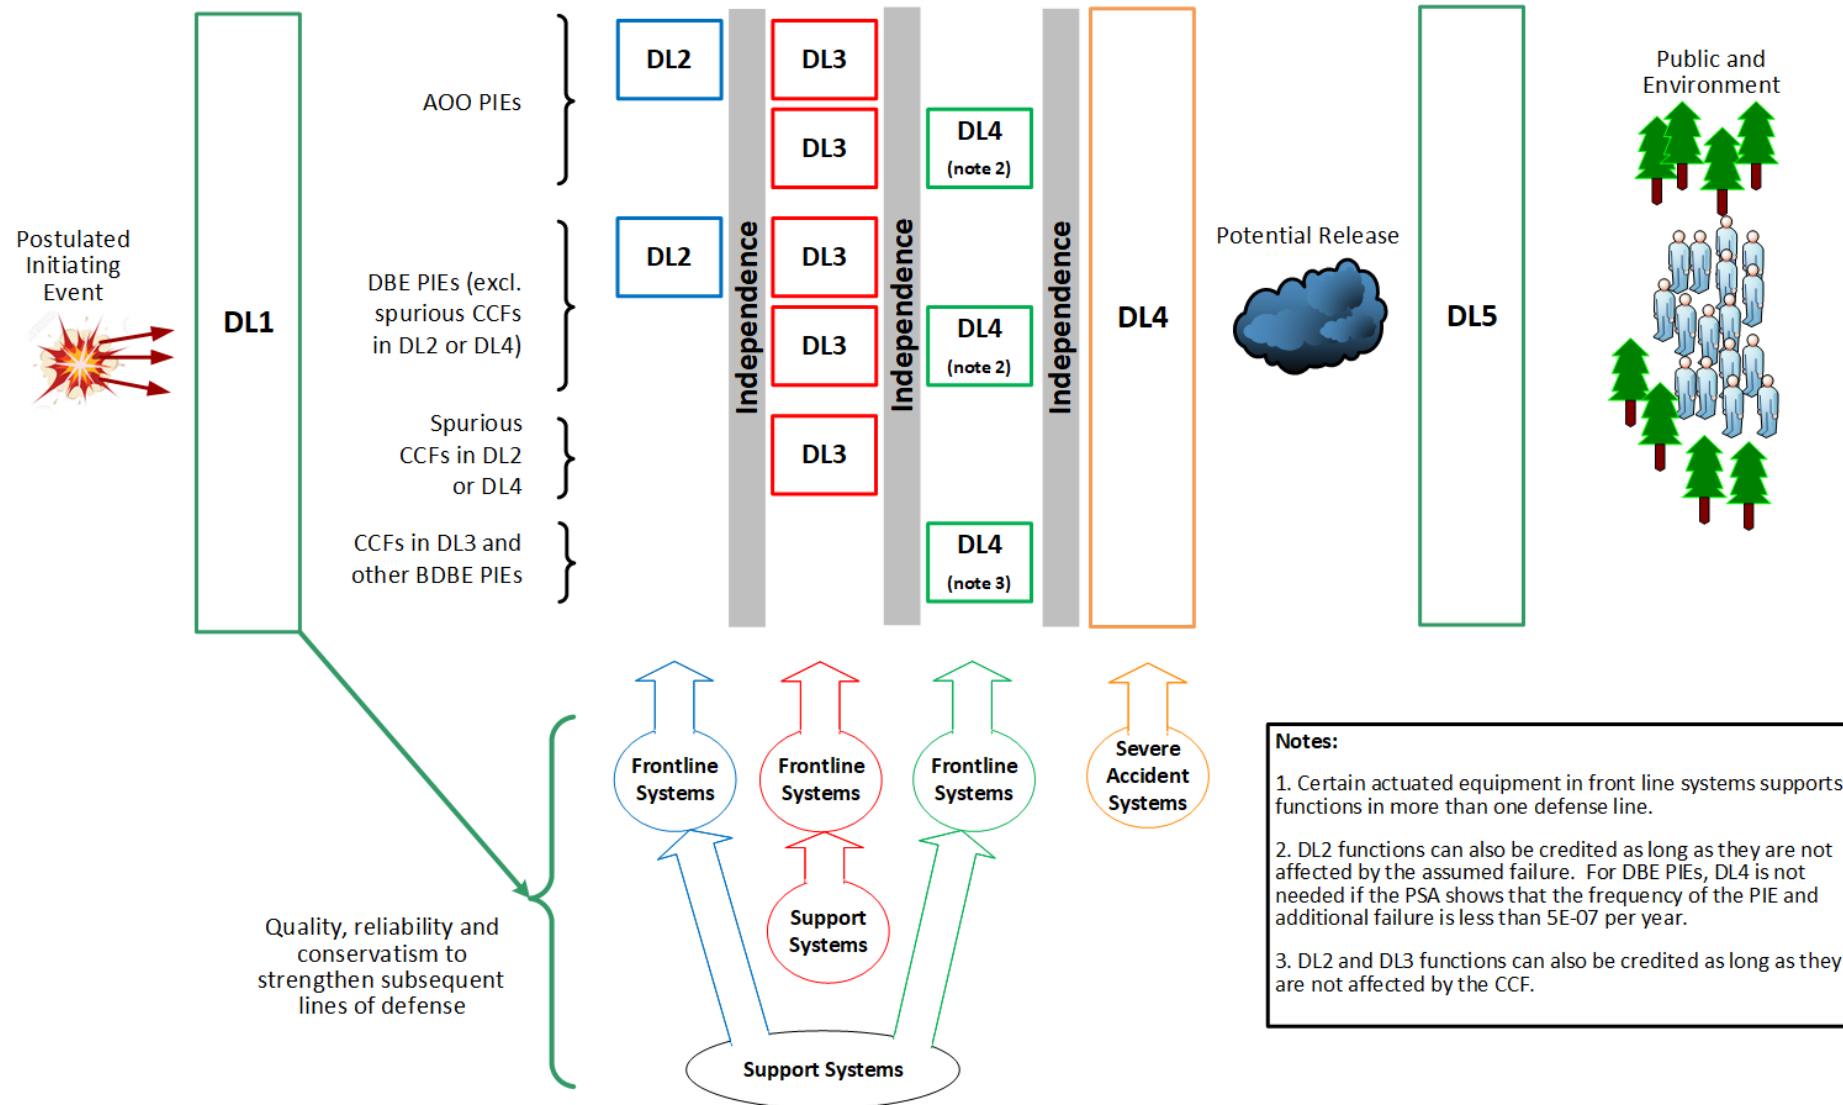 Postulated
Initiating
Event
DL1
AOO PIEs
DL2
DL3
DL3
DL4
(note 2)
DBE PIEs (excl.
spurious CCFs
in DL2 or DL4)
DL2
DL3
DL3
DL4
(note 2)
Spurious
CCFs in DL2
or DL4
DL3
CCFs in DL3 and
other BDBE PIEs
DL4
(note 3)
Independence
Independence
Independence
DL4
Potential Release
DL5
Public and
Environment
Frontline
Systems
Frontline
Systems
Frontline
Systems
Severe
Accident
Systems
Support
Systems
Support Systems
Quality, reliability and
conservatism to
strengthen subsequent
lines of defense
Notes:
1. Certain actuated equipment in front line systems supports
functions in more than one defense line.
2. DL2 functions can also be credited as long as they are not
affected by the assumed failure.  For DBE PIEs, DL4 is not
needed if the PSA shows that the frequency of the PIE and
additional failure is less than 5E-07 per year.
3. DL2 and DL3 functions can also be credited as long as they
are not affected by the CCF.